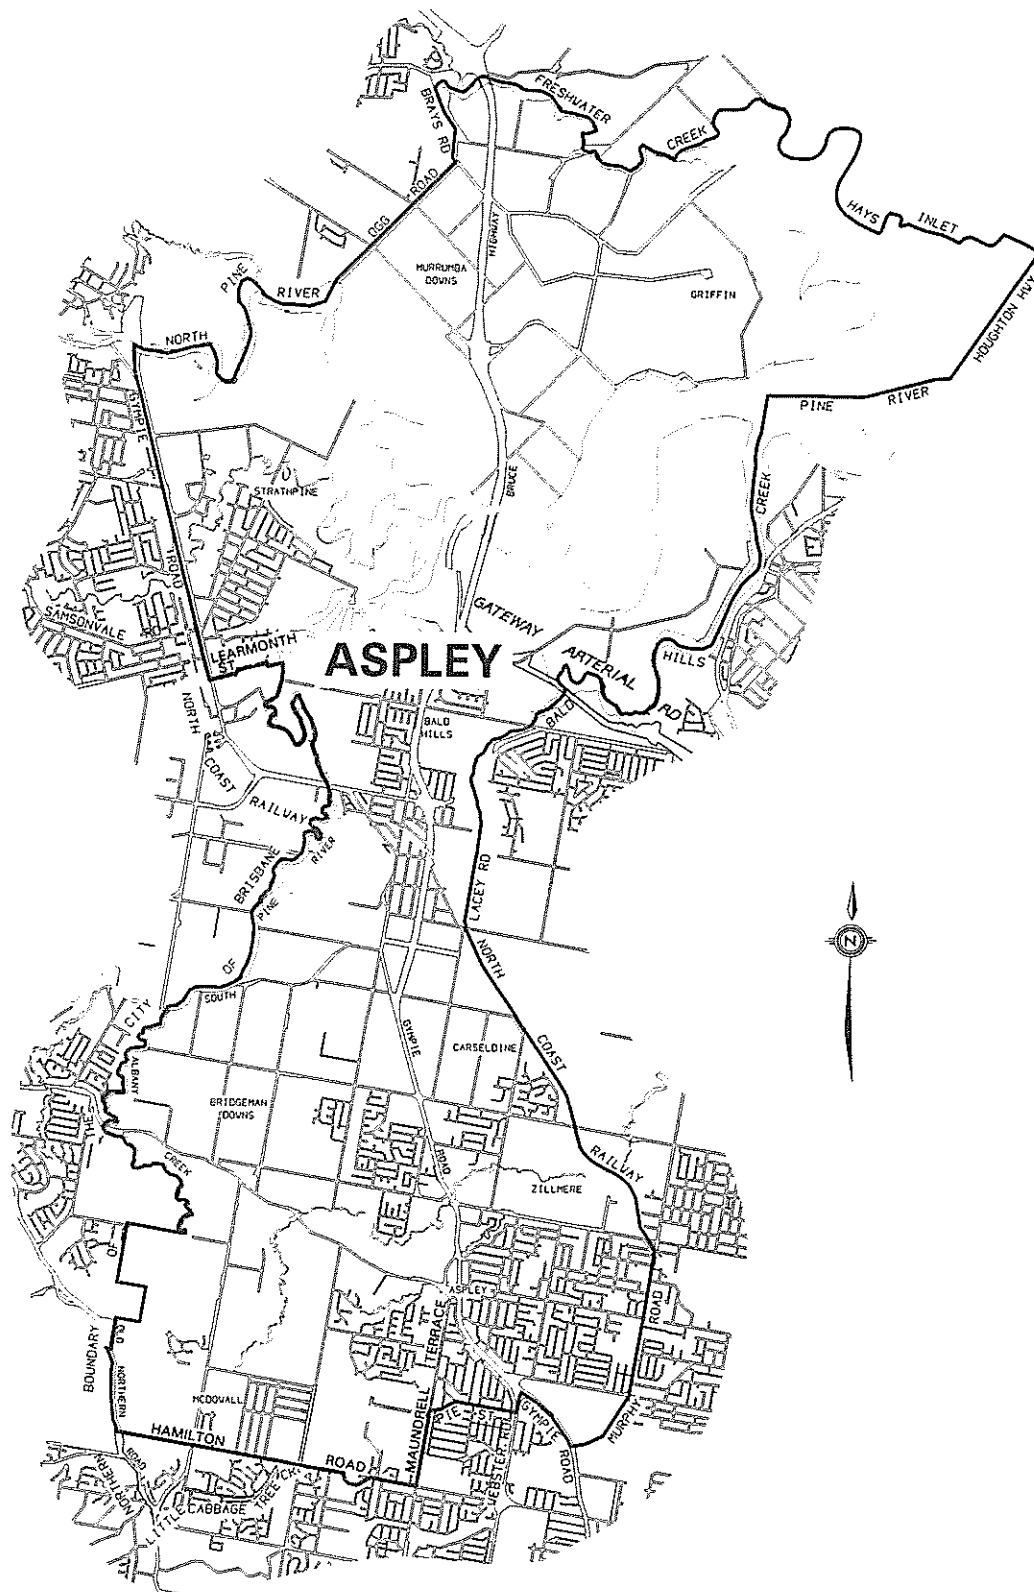 FRESHWATER
CREEK
BRAYS RD
OGG ROAD
HIGHWAY
HAYS INLET
MURRUMBA DOWNS
GRIFFIN
HOUGHTON HWY
NORTH PINE RIVER
PINE RIVER
GYMPIE ROAD
BRUCE
STRATHPINE
CREEK
SAMSONVALE RD
GATEWAY ARTERIAL RD
LEARMONTH ST
ASPLEY
BALD HILLS
BALD HILLS
NORTH COAST RAILWAY
LACEY RD
BRISBANE
SOUTH PINE RIVER
N
NORTH COAST RAILWAY
CITY OF
THE
ALBANY CREEK
GYMPIE ROAD
CARSELDINE
BRIDGEMAN DOWNS
ZILLMERE
ASPLEY
TERRACE
ROAD
BOUNDARY
OLD NORTHERN
MCDOWALL
MAUNDRELL
PIE ST
GYMPIE ROAD
MURPHY
HAMILTON ROAD
WEBSTER RD
NORTHERN
ROAD
LITTLE CABBAGE TREE CK